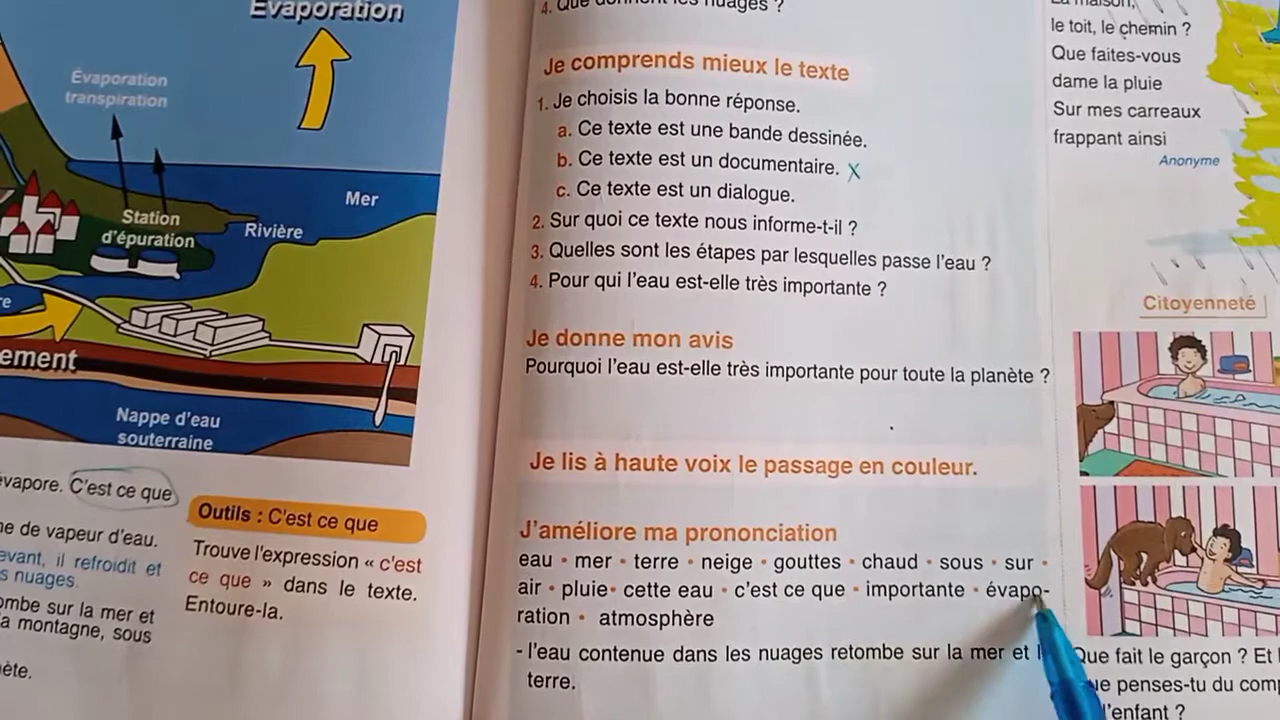 Évaporation
Évaporation
transpiration
Mer
Station
d'épuration
Rivière
Nappe d'eau
souterraine
C'est ce que
me de vapeur d'eau.
il refroidit et
nuages.
sur la mer et
montagne, sous
Outils : C'est ce que
Trouve l'expression « c'est
ce que » dans le texte.
Entoure-la.
4. Que donnent les nuages ?
Je comprends mieux le texte
1. Je choisis la bonne réponse.
a. Ce texte est une bande dessinée.
b. Ce texte est un documentaire. X
c. Ce texte est un dialogue.
2. Sur quoi ce texte nous informe-t-il ?
3. Quelles sont les étapes par lesquelles passe l'eau ?
4. Pour qui l'eau est-elle très importante ?
Je donne mon avis
Pourquoi l'eau est-elle très importante pour toute la planète ?
Je lis à haute voix le passage en couleur.
J'améliore ma prononciation
eau • mer • terre • neige • gouttes • chaud • sous • sur •
air • pluie • cette eau • c'est ce que • importante • évapo-
ration • atmosphère
- l'eau contenue dans les nuages retombe sur la mer et
terre.
La maison,
le toit, le chemin ?
Que faites-vous
dame la pluie
Sur mes carreaux
frappant ainsi
Anonyme
Citoyenneté
Que fait le garçon ? Et
penses-tu du
l'enfant ?